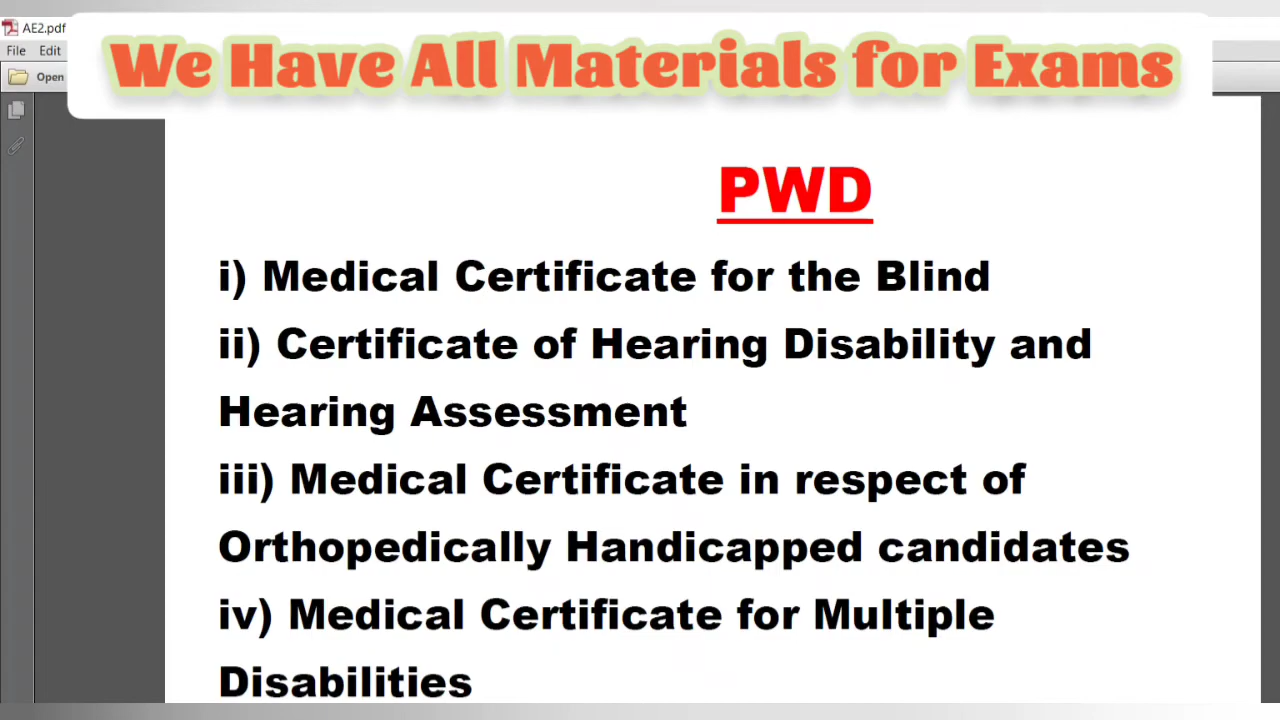 AE2.pdf
We Have All Materials for Exams
File Edit
Open
PWD
i) Medical Certificate for the Blind
ii) Certificate of Hearing Disability and
Hearing Assessment
iii) Medical Certificate in respect of
Orthopedically Handicapped candidates
iv) Medical Certificate for Multiple
Disabilities